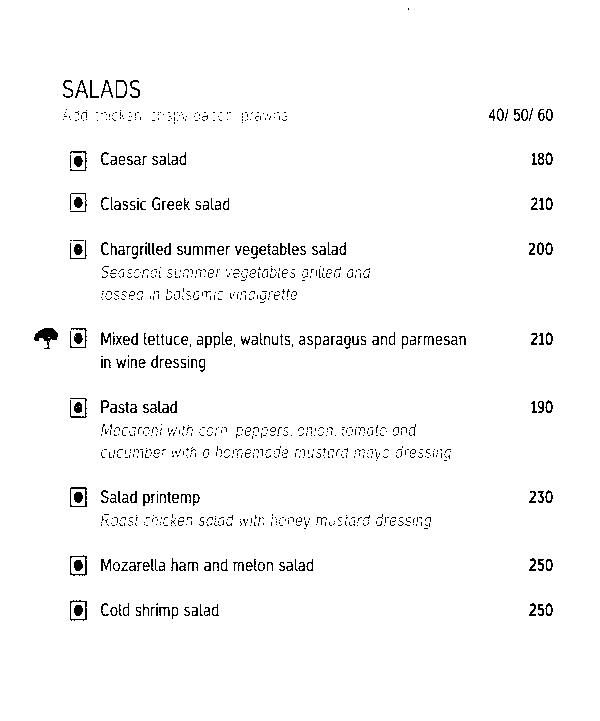 SALADS
Add chicken, crispy bacon, prawns 40/ 50/ 60
Caesar salad 180
Classic Greek salad 210
Chargrilled summer vegetables salad 200
Seasonal summer vegetables grilled and
tossed in balsamic vinaigrette
Mixed lettuce, apple, walnuts, asparagus and parmesan 210
in wine dressing
Pasta salad 190
Macaroni with corn, peppers, onion, tomato and
cucumber with a homemade mustard mayo dressing
Salad printemp 230
Roast chicken salad with honey mustard dressing
Mozarella ham and melon salad 250
Cold shrimp salad 250